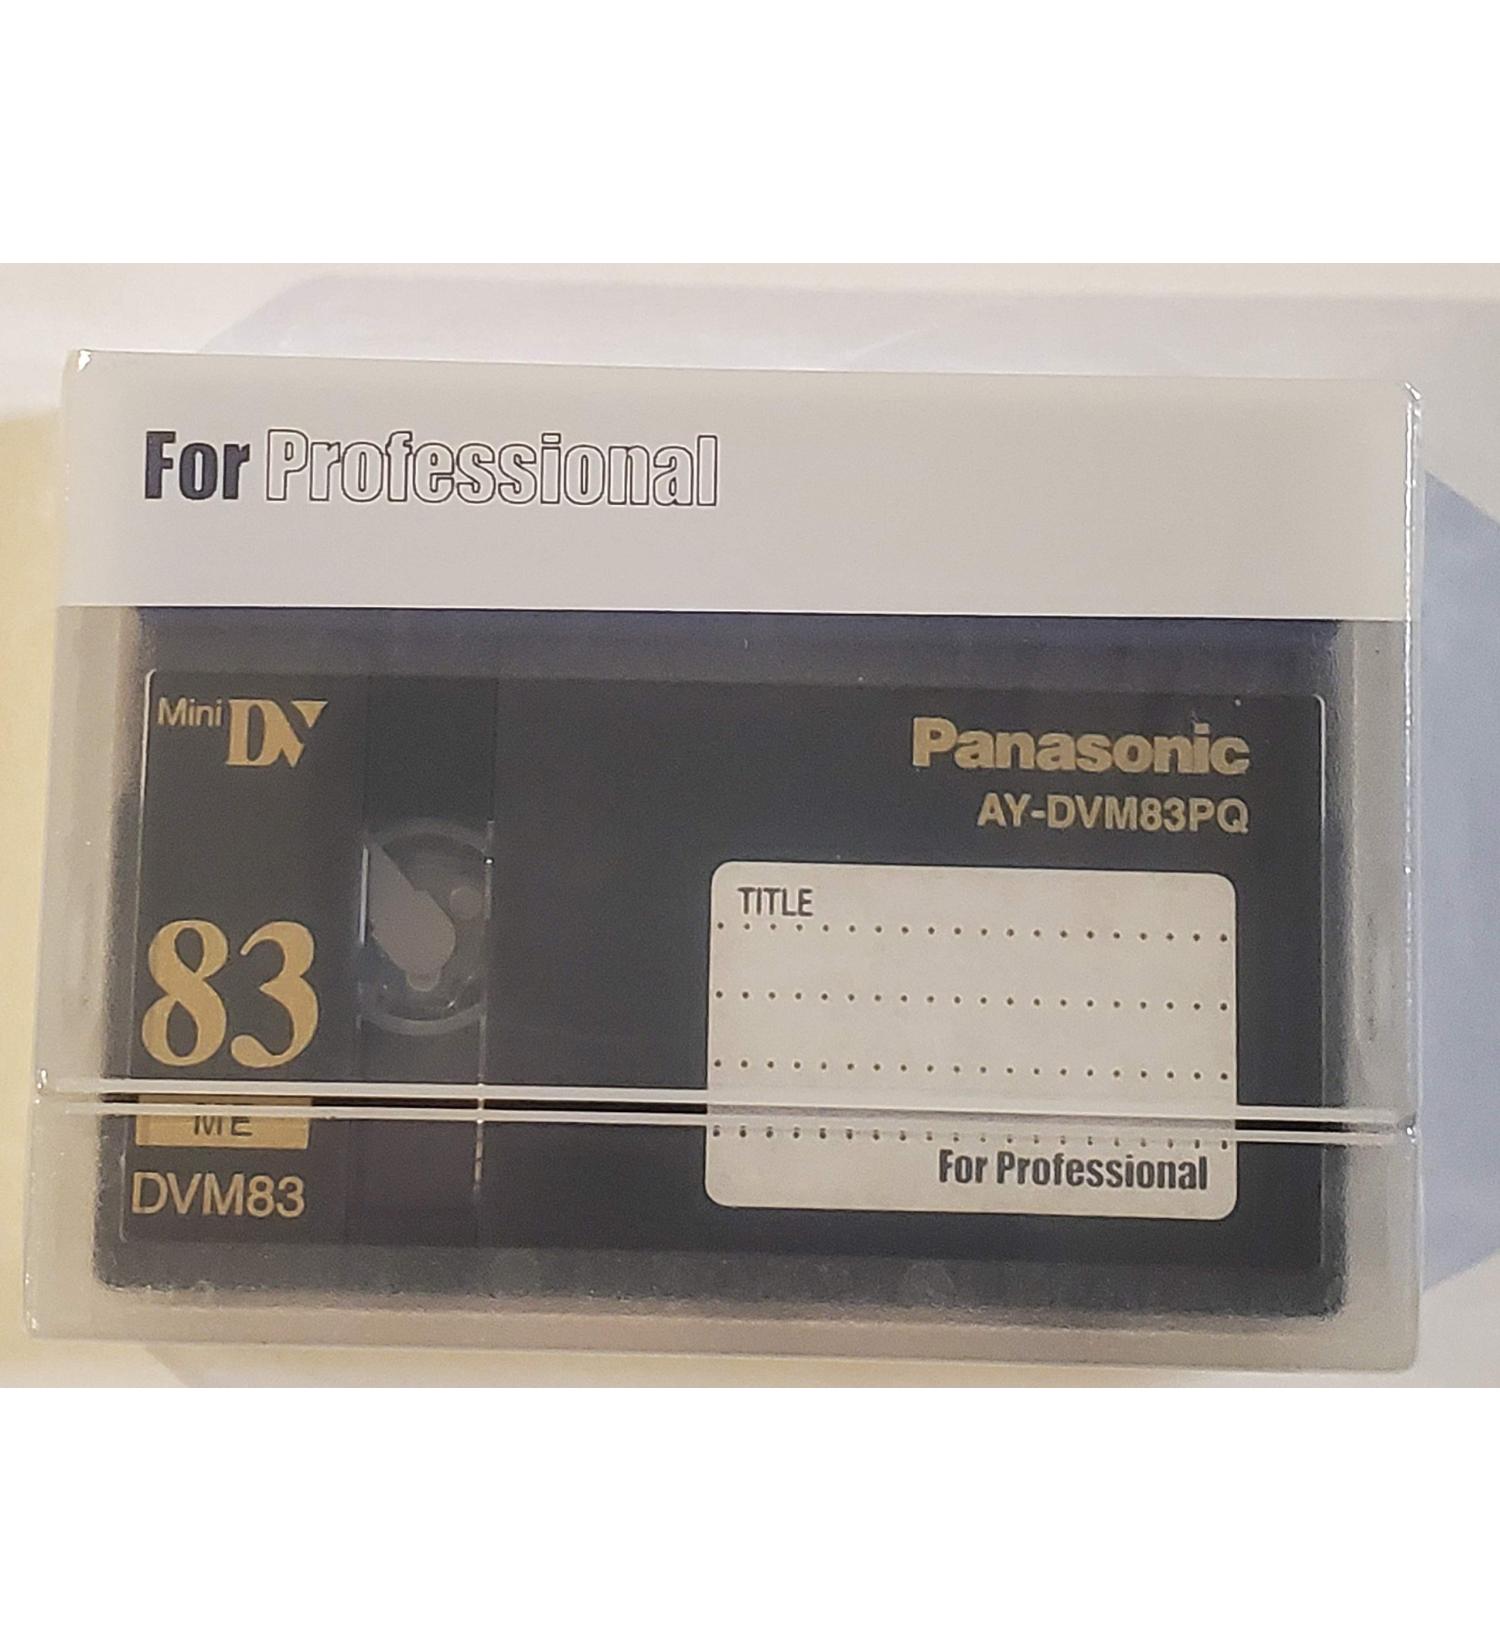 For Professional
Mini DV
Panasonic
AY-DVM83PQ
TITLE
83
ME
DVM83
For Professional